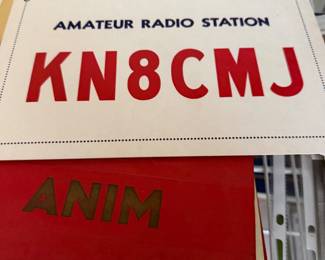 AMATEUR RADIO STATION
KN8CMJ
ANIM